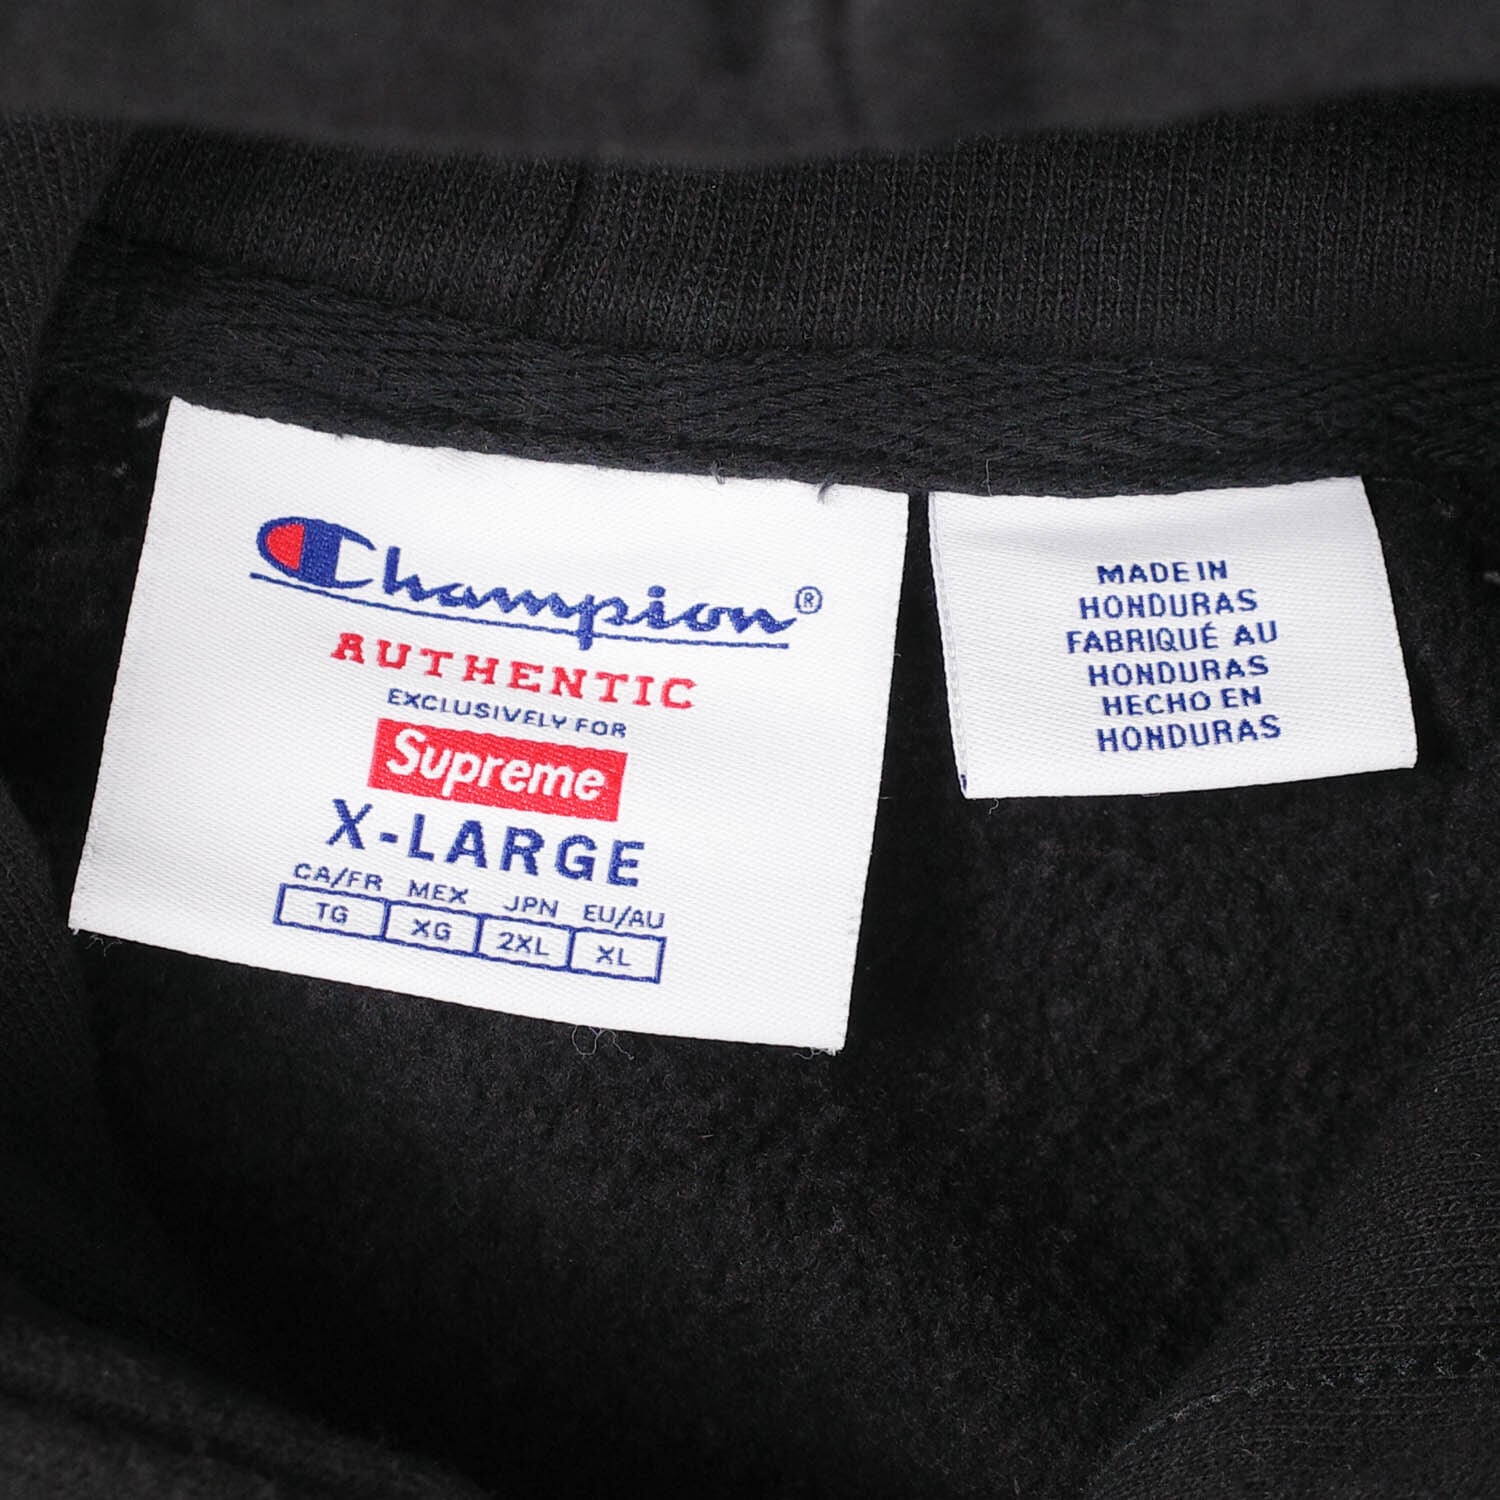 Champion®
AUTHENTIC
EXCLUSIVELY FOR
Supreme
X-LARGE
CA/FR MEX JPN EU/AU
TG XG 2XL XL
MADE IN
HONDURAS
FABRIQUÉ AU
HONDURAS
HECHO EN
HONDURAS